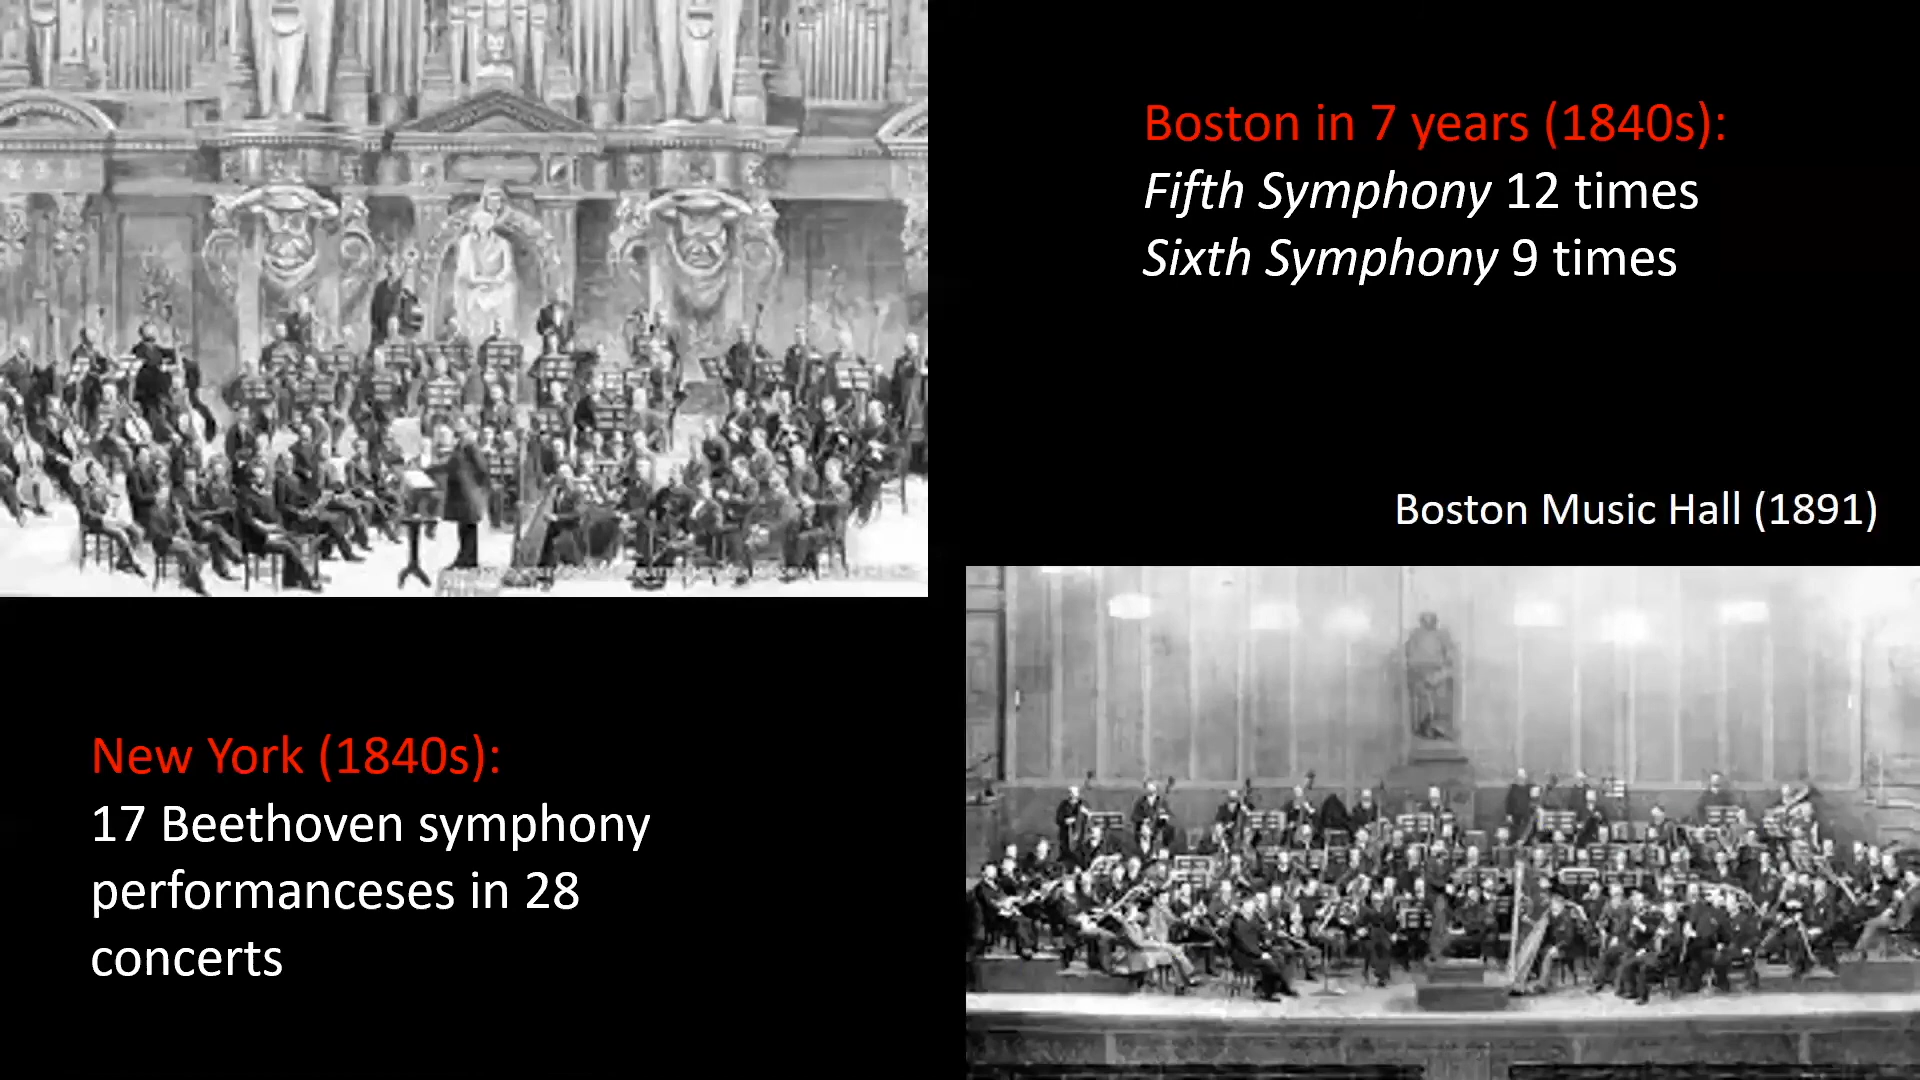 Boston in 7 years (1840s):
Fifth Symphony 12 times
Sixth Symphony 9 times
Boston Music Hall (1891)
New York (1840s):
17 Beethoven symphony
performanceses in 28
concerts